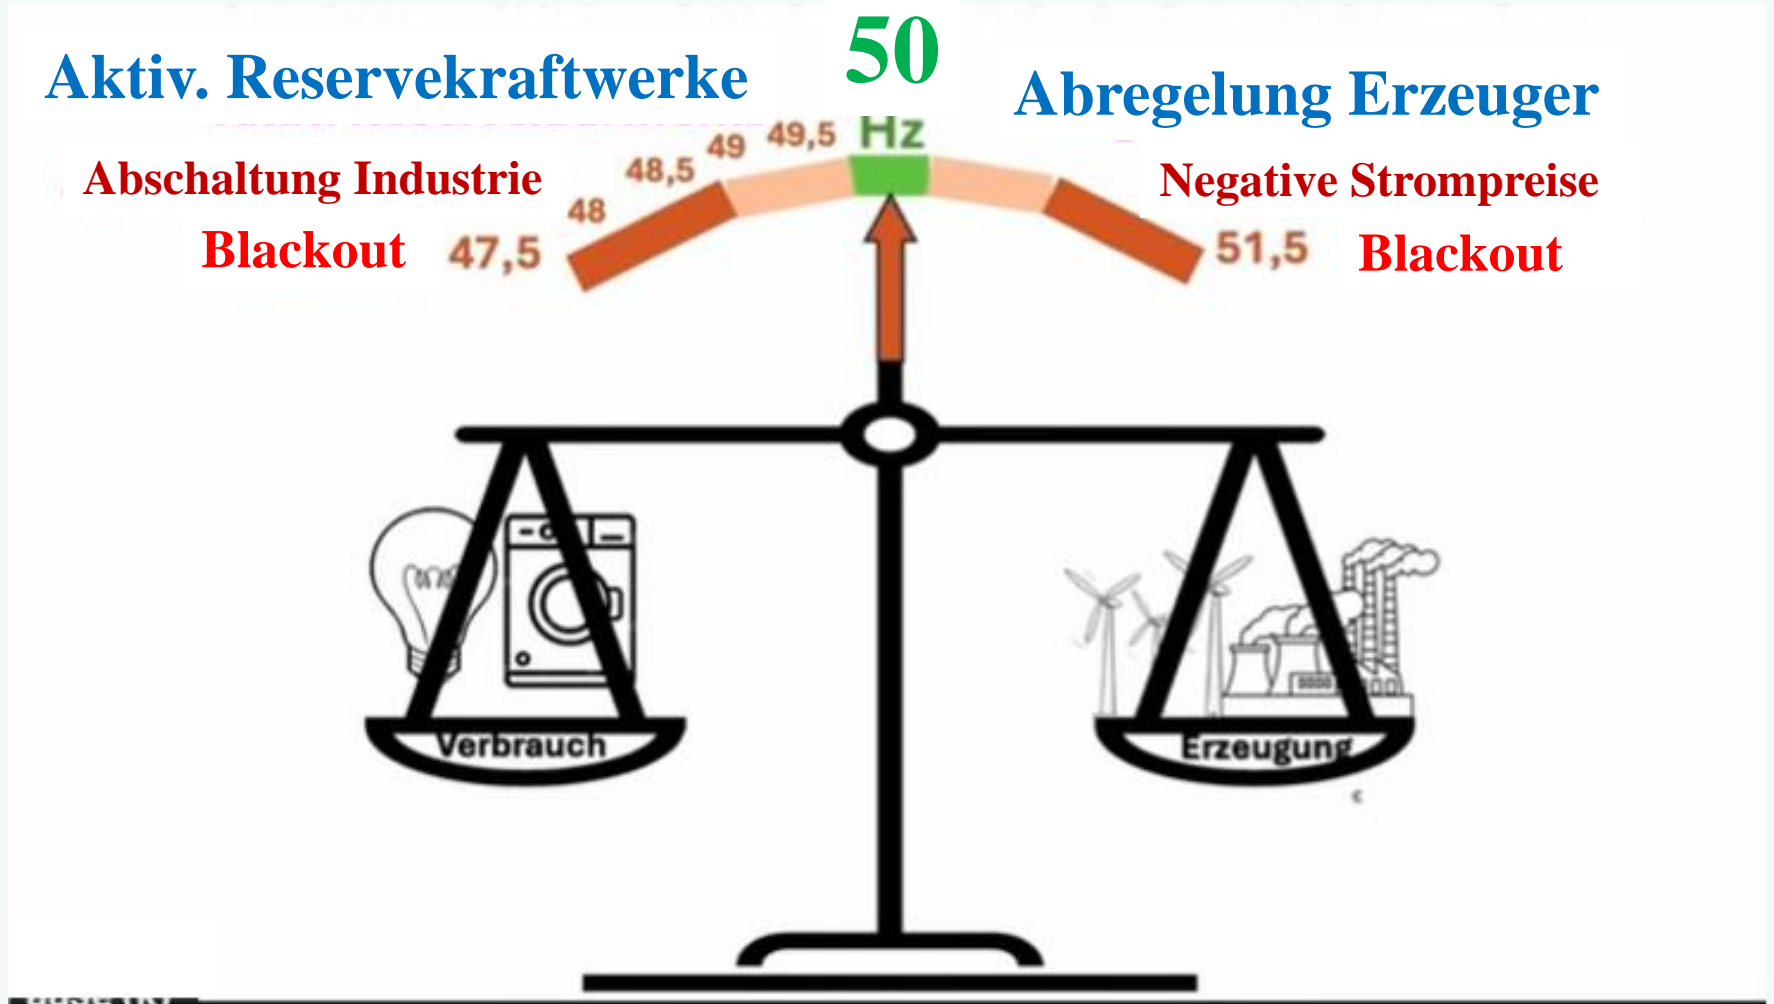 50
Aktiv. Reservekraftwerke
Abregelung Erzeuger
Hz
49,5
49
48,5
48
47,5
Abschaltung Industrie
Negative Strompreise
Blackout
51,5
Blackout
Verbrauch
Erzeugung